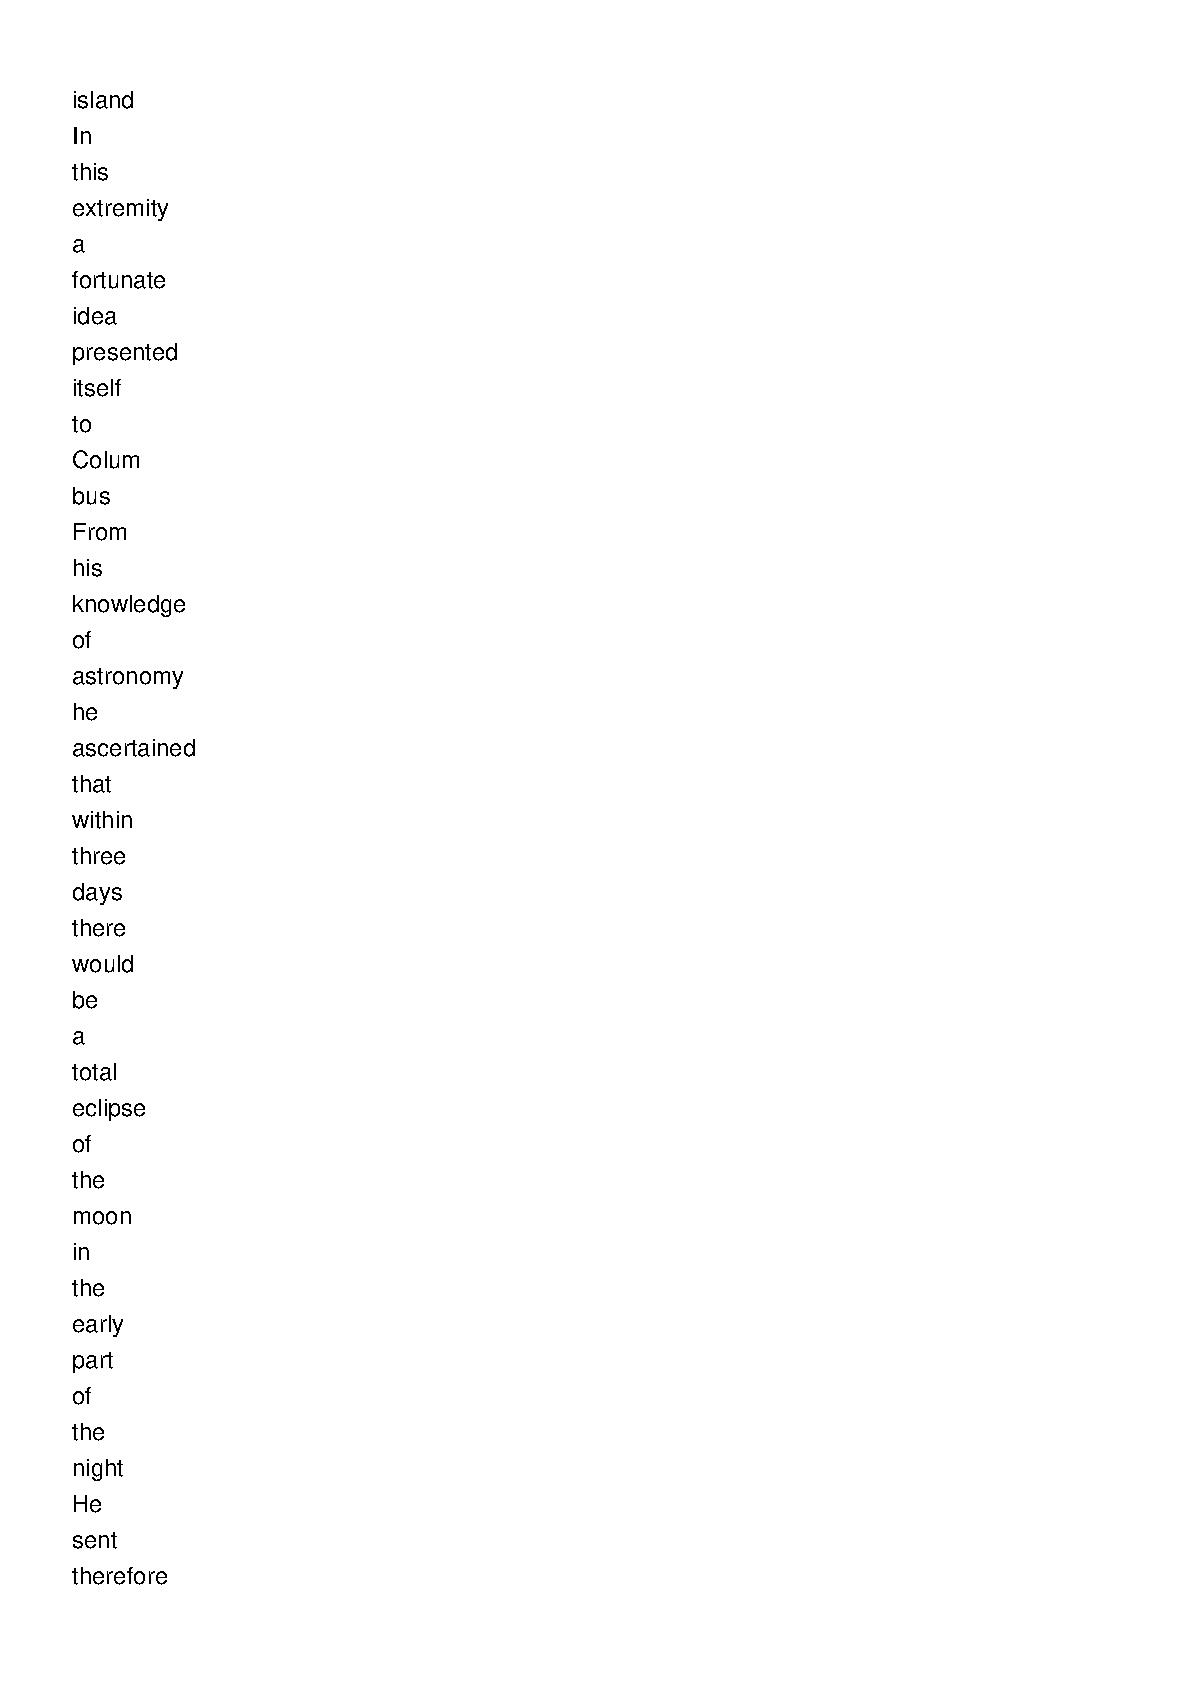 island
In
this
extremity
a
fortunate
idea
presented
itself
to
Colum
bus
From
his
knowledge
of
astronomy
he
ascertained
that
within
three
days
there
would
be
a
total
eclipse
of
the
moon
in
the
early
part
of
the
night
He
sent
therefore